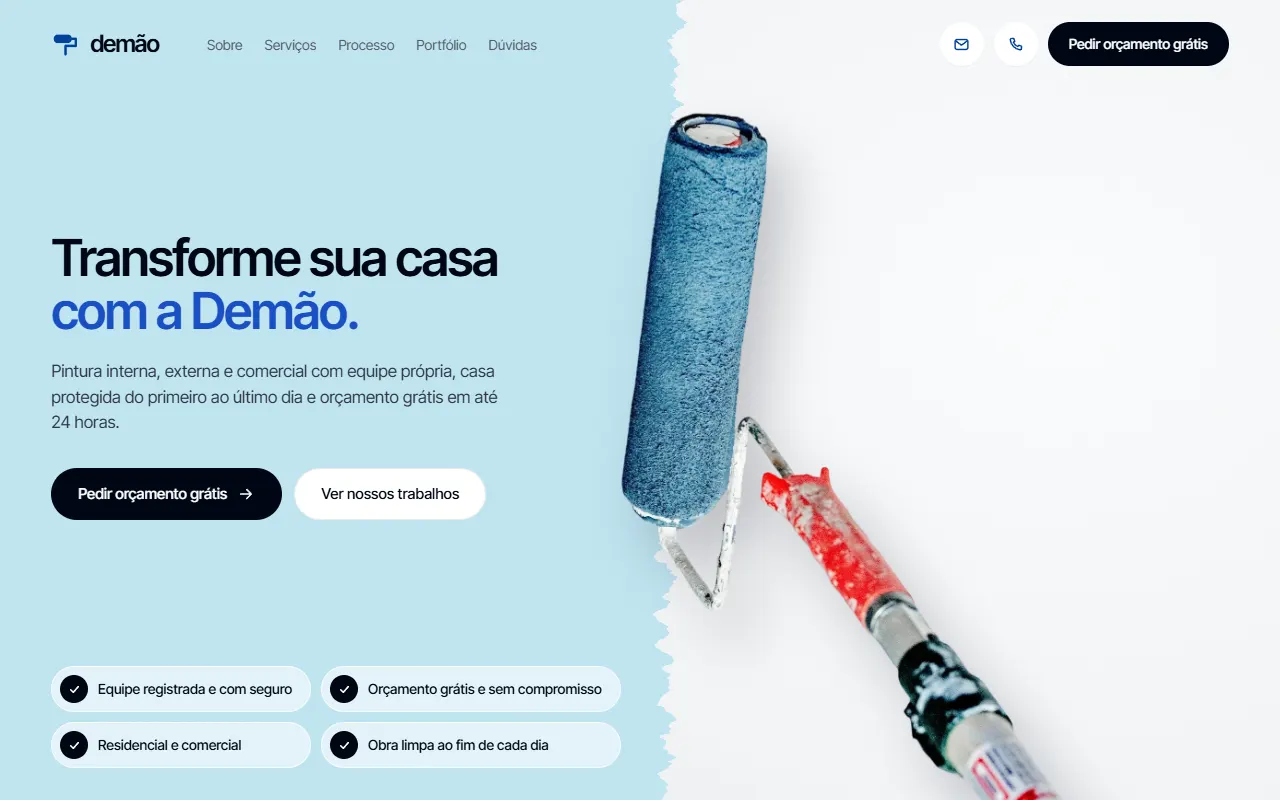 demão
Sobre
Serviços
Processo
Portfólio
Dúvidas
Pedir orçamento grátis
Transforme sua casa
com a Demão.
Pintura interna, externa e comercial com equipe própria, casa
protegida do primeiro ao último dia e orçamento grátis em até
24 horas.
Pedir orçamento grátis
Ver nossos trabalhos
Equipe registrada e com seguro
Orçamento grátis e sem compromisso
Residencial e comercial
Obra limpa ao fim de cada dia